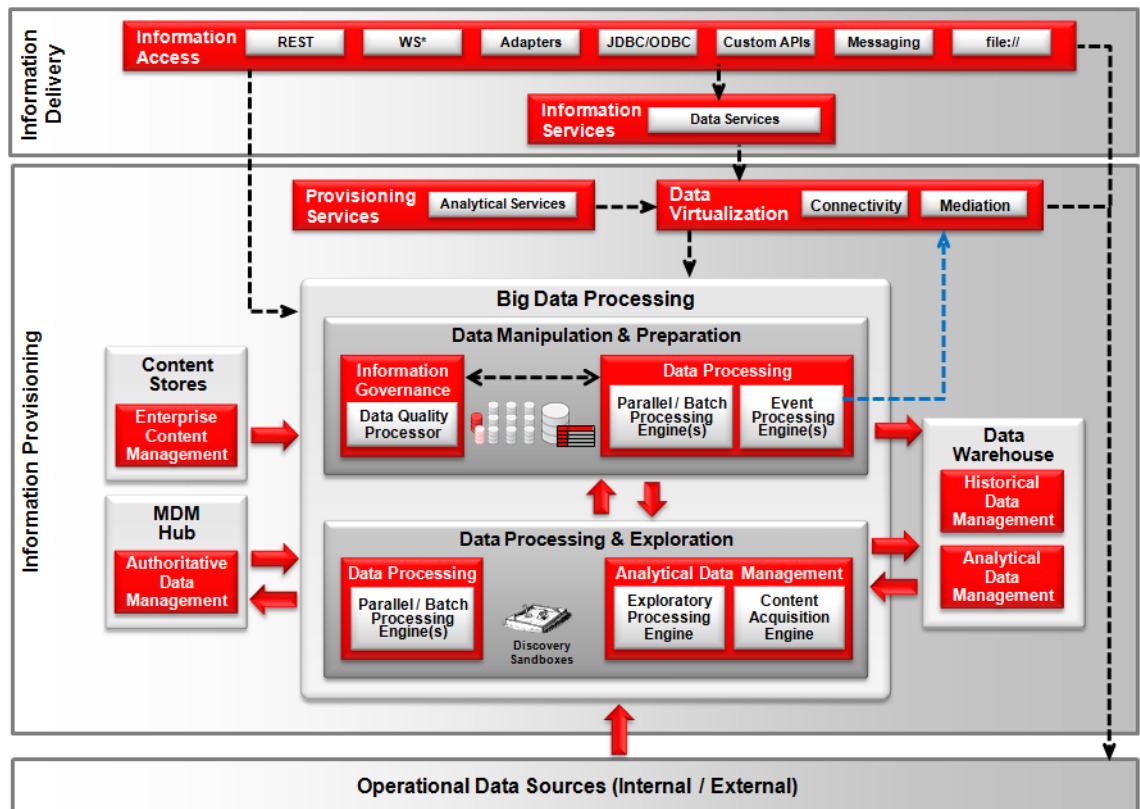 Information Delivery
Information Access
REST
WS*
Adapters
JDBC/ODBC
Custom APIs
Messaging
file://
Information Services
Data Services
Information Provisioning
Provisioning Services
Analytical Services
Data Virtualization
Connectivity
Mediation
Big Data Processing
Data Manipulation & Preparation
Information
Governance
Data Quality
Processor
Data Processing
Parallel / Batch
Processing
Engine(s)
Event
Processing
Engine(s)
Content
Stores
Enterprise
Content
Management
MDM
Hub
Authoritative
Data
Management
Data Processing & Exploration
Data Processing
Parallel / Batch
Processing
Engine(s)
Discovery
Sandboxes
Analytical Data Management
Exploratory
Processing
Engine
Content
Acquisition
Engine
Data
Warehouse
Historical
Data
Management
Analytical
Data
Management
Operational Data Sources (Internal / External)